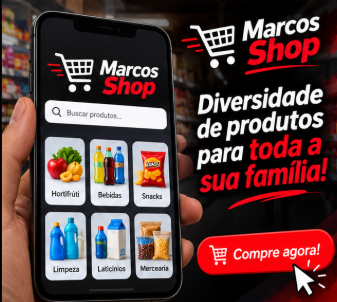 Marcos
Shop
Buscar produtos...
Hortifrúti
Bebidas
Snacks
Limpeza
Laticínios
Mercearia
Marcos
Shop
Diversidade
de produtos
para toda a
sua família!
Compre agora!